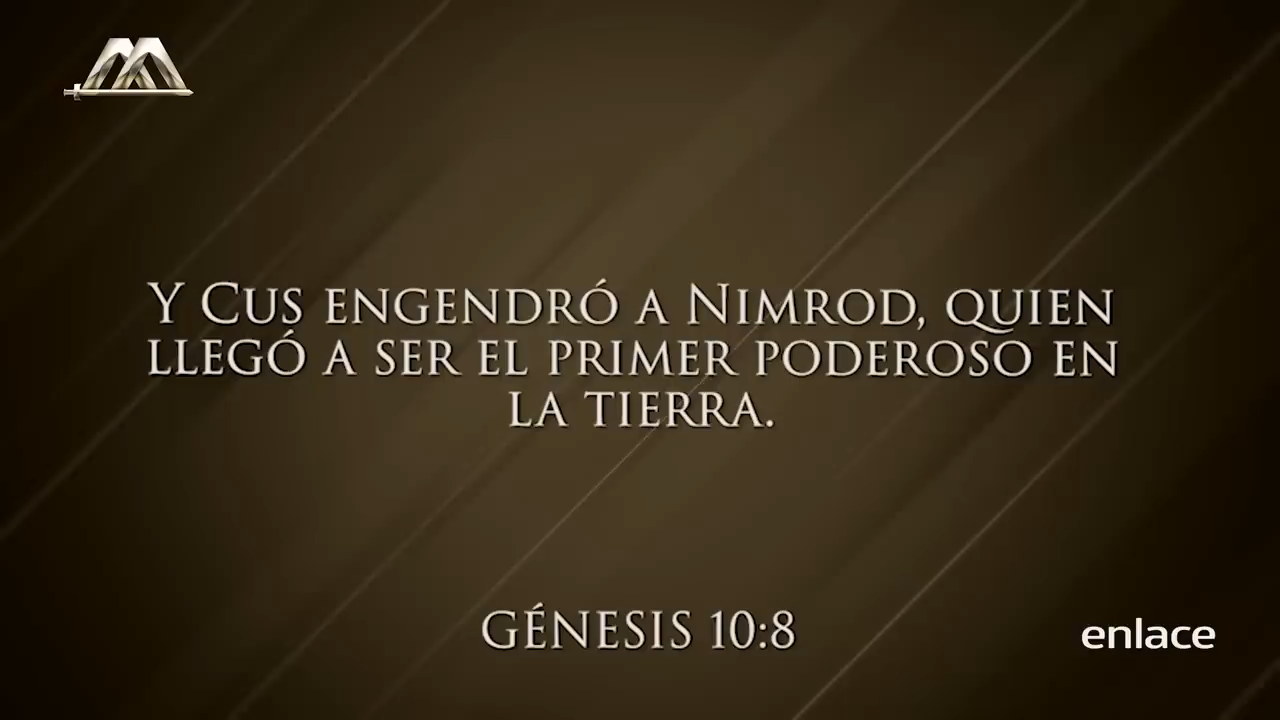 Y Cus engendró a Nimrod, quien
llegó a ser el primer poderoso en
la tierra.
Génesis 10:8
enlace